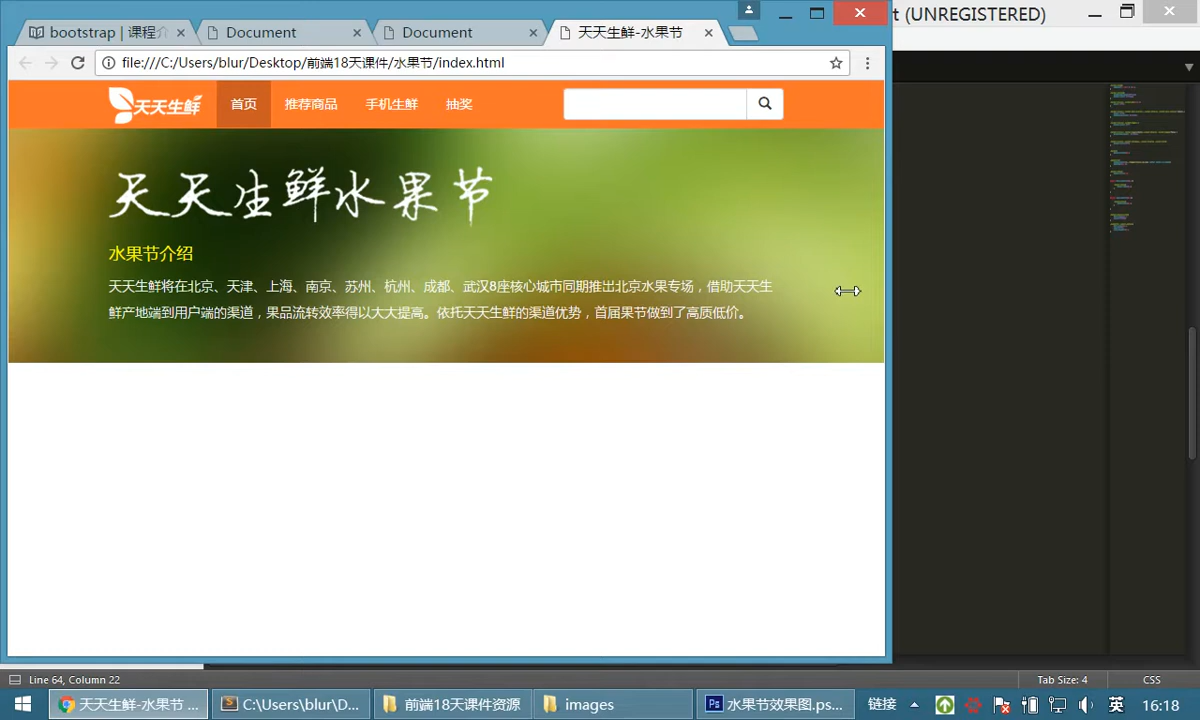 t (UNREGISTERED)
bootstrap | 课程介
Document
Document
天天生鲜-水果节
file:///C:/Users/blur/Desktop/前端18天课件/水果节/index.html
天天生鲜
首页
推荐商品
手机生鲜
抽奖
天天生鲜水果节
水果节介绍
天天生鲜将在北京、天津、上海、南京、苏州、杭州、成都、武汉8座核心城市同期推出北京水果专场，借助天天生
鲜产地端到用户端的渠道，果品流转效率得以大大提高。依托天天生鲜的渠道优势，首届果节做到了高质低价。
Line 64, Column 22
Tab Size: 4
CSS
天天生鲜-水果节 ...
C:\Users\blur\D...
前端18天课件资源
images
水果节效果图.ps...
链接
英
16:18